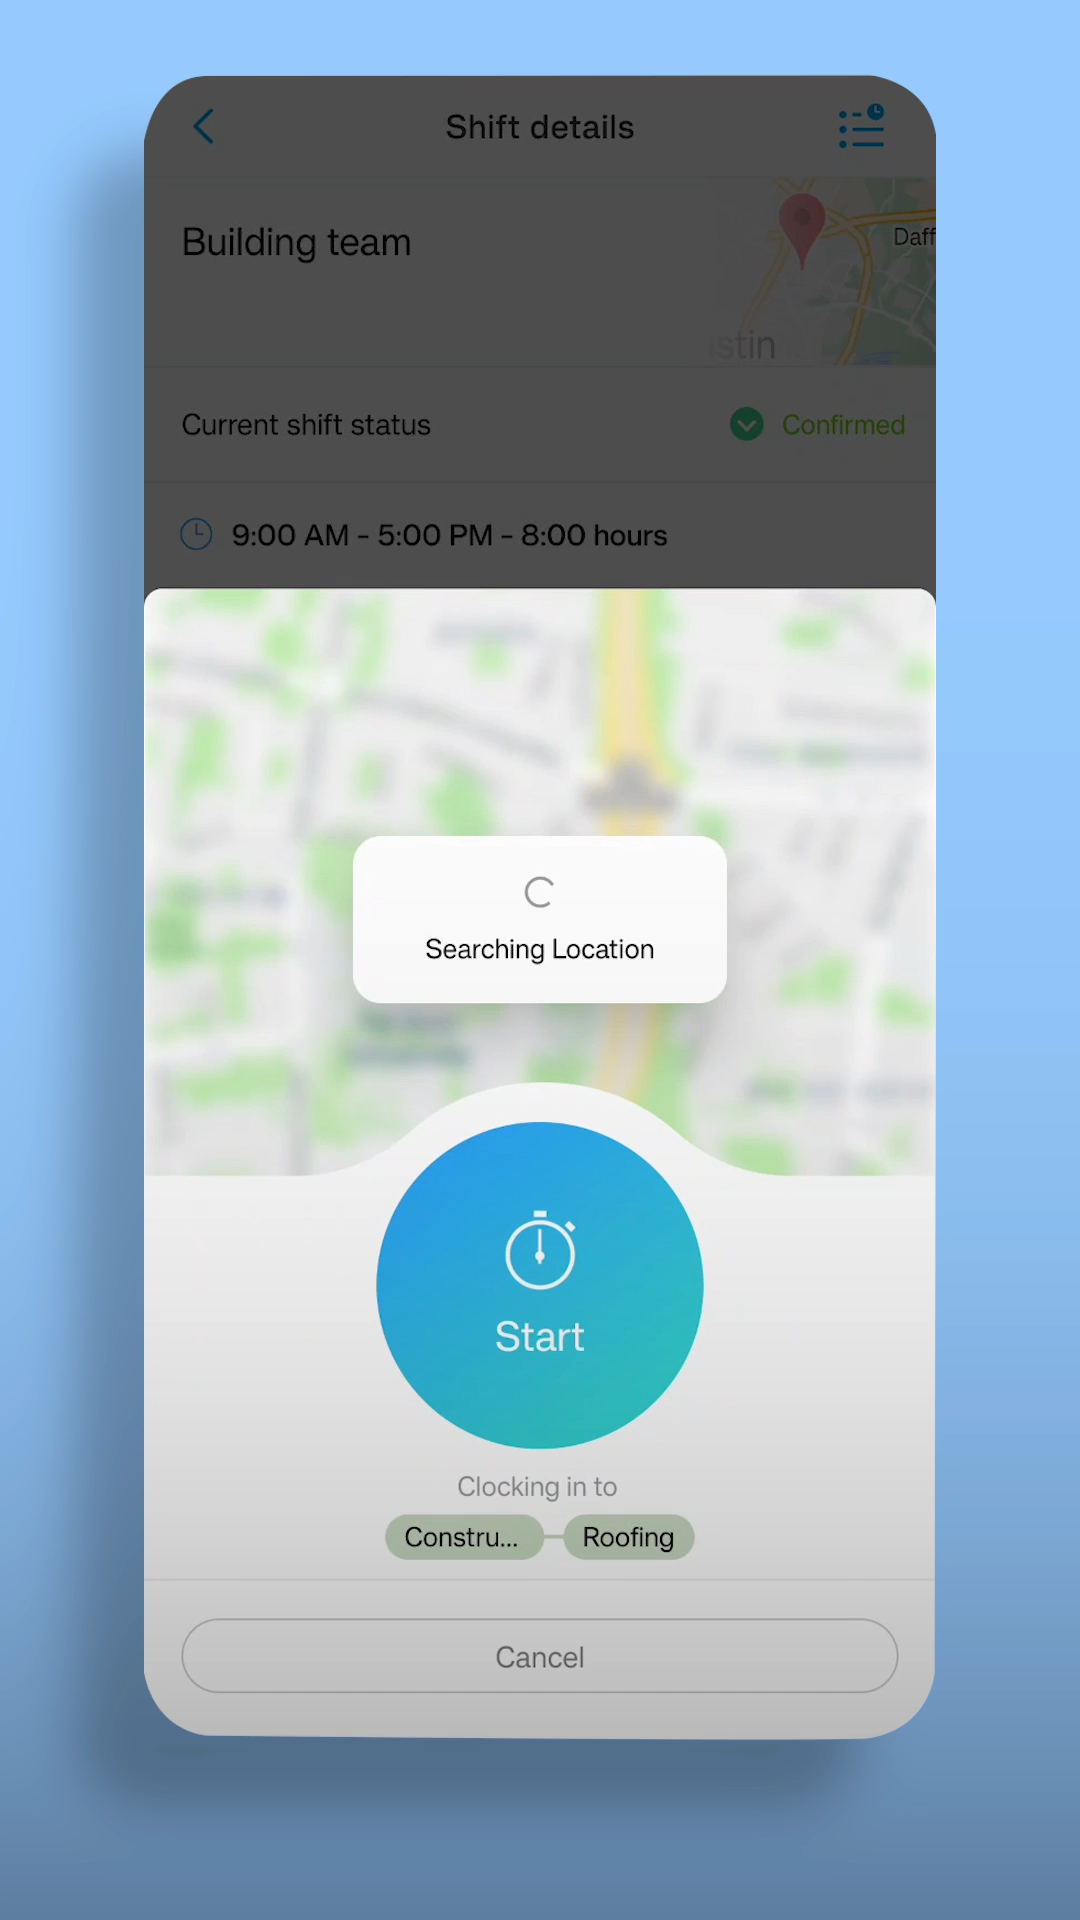 Shift details
Building team
Daff
stin
Current shift status
Confirmed
9:00 AM - 5:00 PM - 8:00 hours
Searching Location
Start
Clocking in to
Constru...
Roofing
Cancel